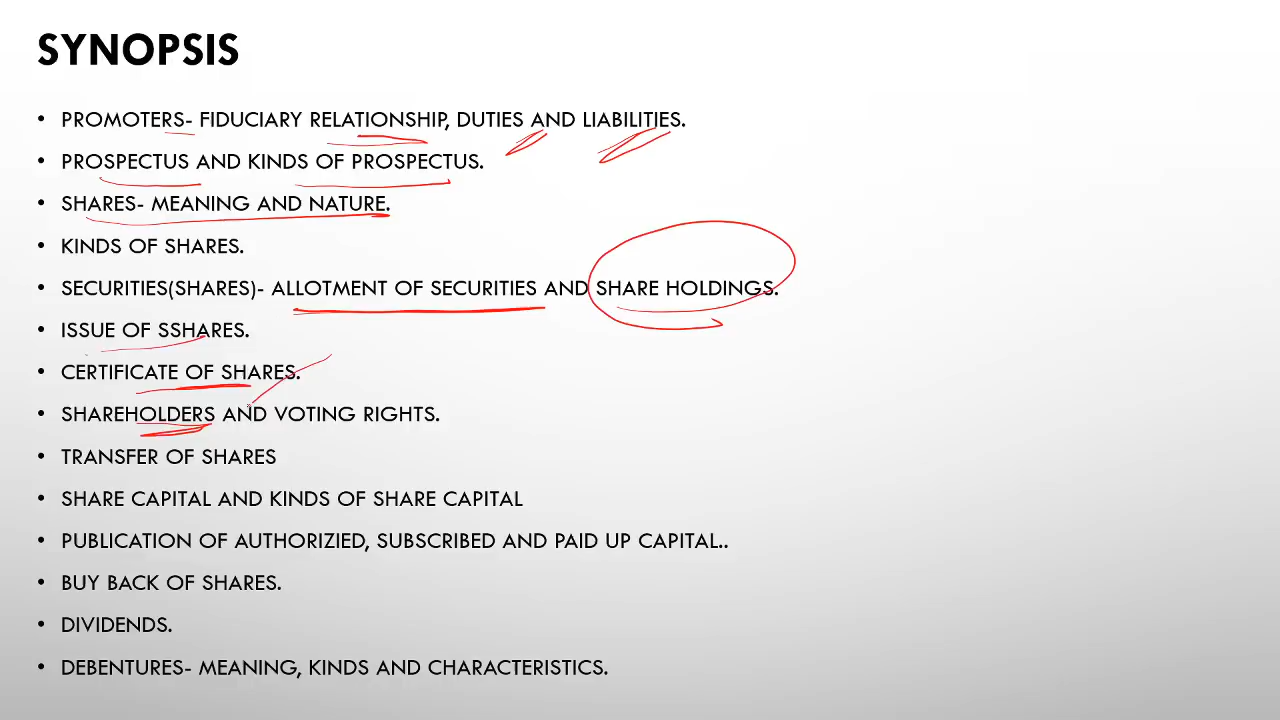 SYNOPSIS
• PROMOTERS- FIDUCIARY RELATIONSHIP, DUTIES AND LIABILITIES.
• PROSPECTUS AND KINDS OF PROSPECTUS.
• SHARES- MEANING AND NATURE.
• KINDS OF SHARES.
• SECURITIES(SHARES)- ALLOTMENT OF SECURITIES AND SHARE HOLDINGS.
• ISSUE OF SSHARES.
• CERTIFICATE OF SHARES.
• SHAREHOLDERS AND VOTING RIGHTS.
• TRANSFER OF SHARES
• SHARE CAPITAL AND KINDS OF SHARE CAPITAL
• PUBLICATION OF AUTHORIZIED, SUBSCRIBED AND PAID UP CAPITAL..
• BUY BACK OF SHARES.
• DIVIDENDS.
• DEBENTURES- MEANING, KINDS AND CHARACTERISTICS.